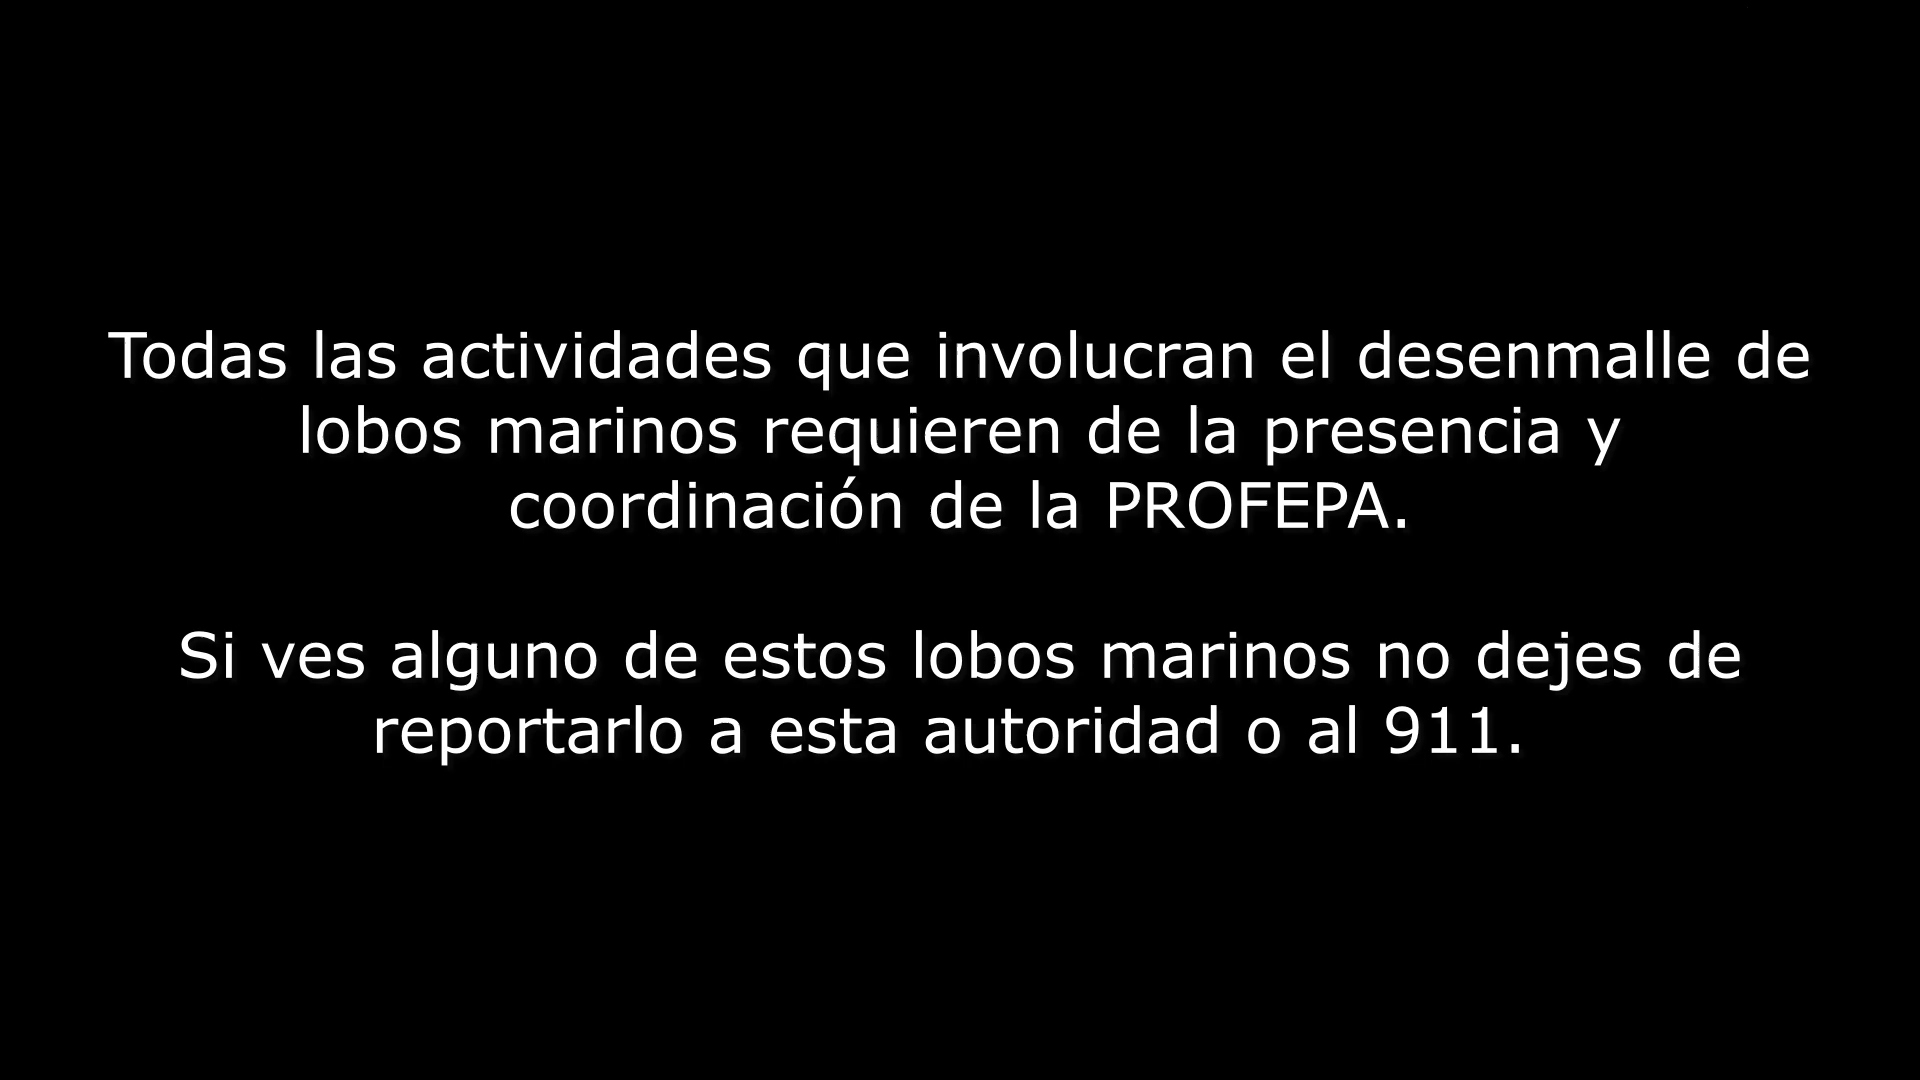 Todas las actividades que involucran el desenmalle de
lobos marinos requieren de la presencia y
coordinación de la PROFEPA.
Si ves alguno de estos lobos marinos no dejes de
reportarlo a esta autoridad o al 911.